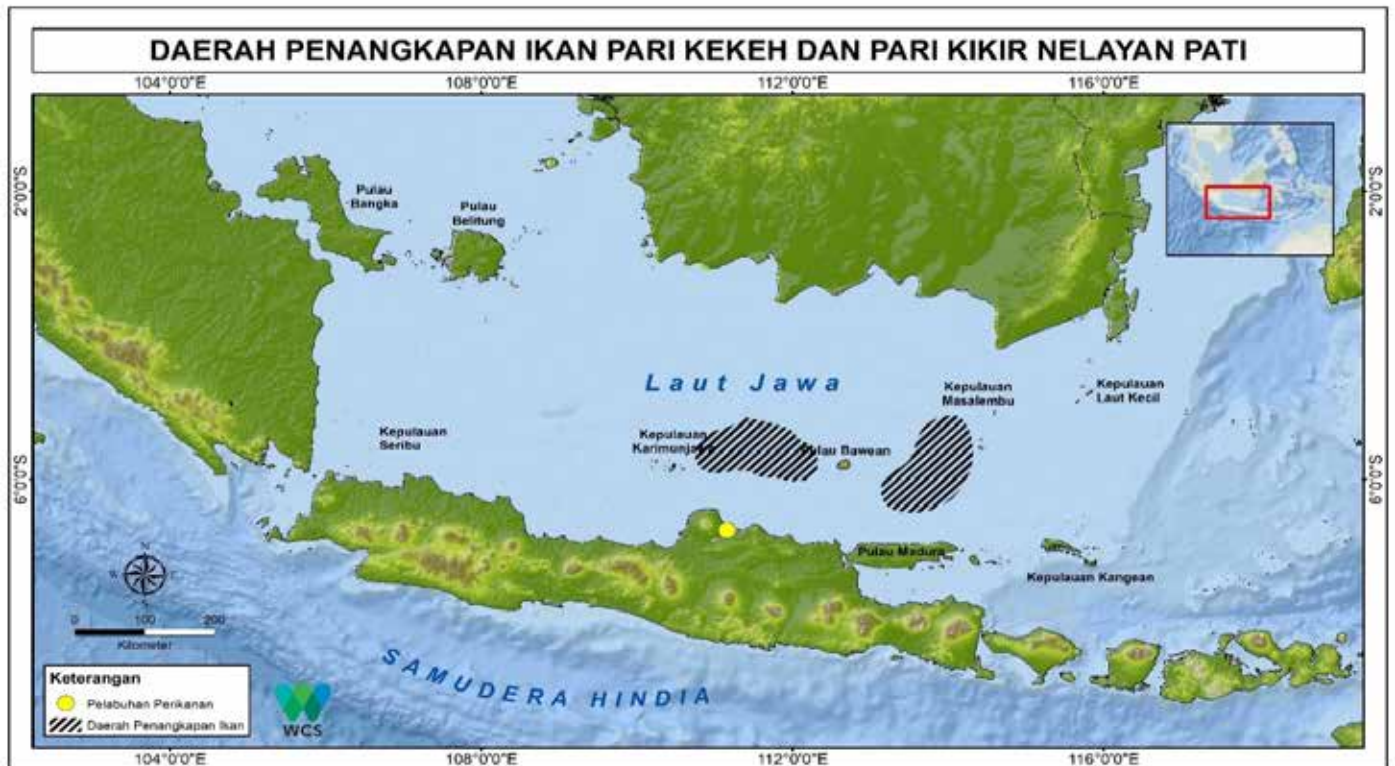 DAERAH PENANGKAPAN IKAN PARI KEKEH DAN PARI KIKIR NELAYAN PATI
104°0'0"E 108°0'0"E 112°0'0"E 116°0'0"E
2°0'0"S
2°0'0"S
Pulau
Bangka
Pulau
Belitung
Laut Jawa
Kepulauan
Masalembu
Kepulauan
Laut Kecil
Kepulauan
Seribu
Kepulauan
Karimunjawa
Pulau Bawean
6°0'0"S
6°0'0"S
Pulau Madura
Kepulauan Kangean
N
W E
S
0 100 200
Kilometer
SAMUDERA HINDIA
Keterangan
Pelabuhan Perikanan
Daerah Penangkapan Ikan
WCS
104°0'0"E 108°0'0"E 112°0'0"E 116°0'0"E